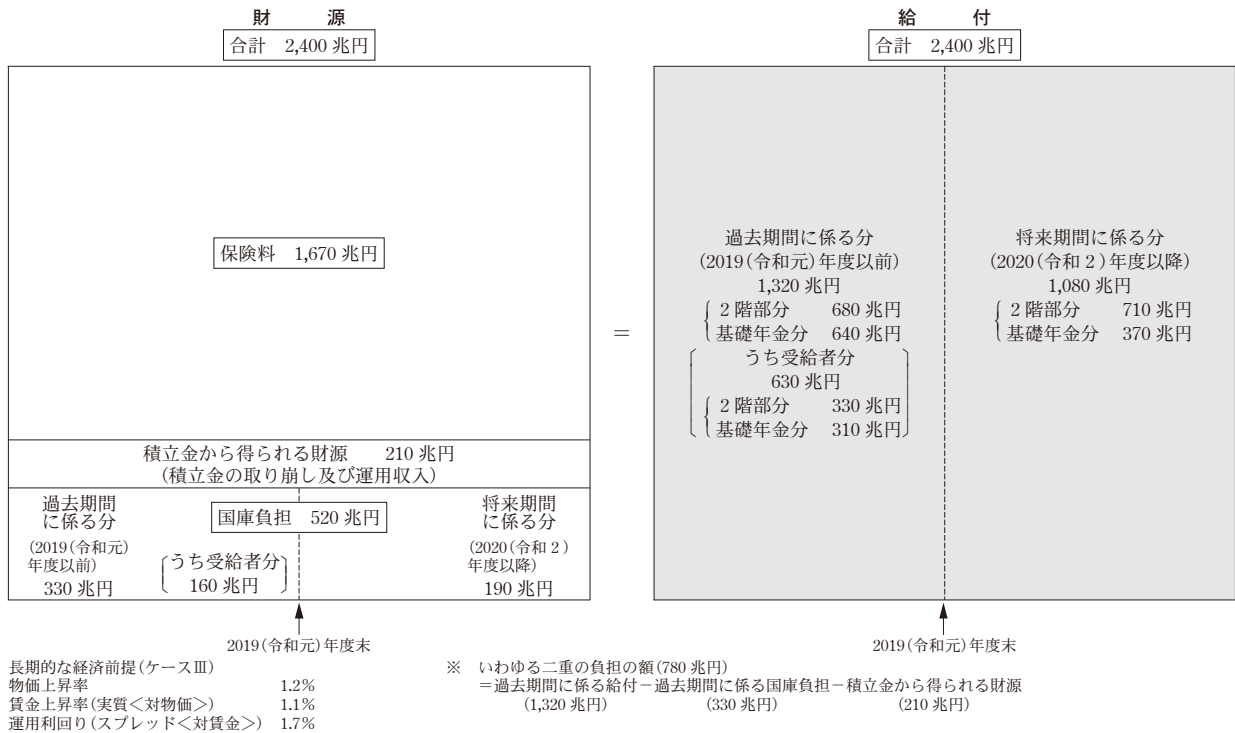 財　源
合計　2,400 兆円
保険料　1,670 兆円
積立金から得られる財源　210 兆円
(積立金の取り崩し及び運用収入)
過去期間
に係る分
(2019(令和元)
年度以前)
330 兆円
国庫負担　520 兆円
うち受給者分
160 兆円
将来期間
に係る分
(2020(令和 2 )
年度以降)
190 兆円
2019(令和元)年度末
＝
給　付
合計　2,400 兆円
過去期間に係る分
(2019(令和元)年度以前)
1,320 兆円
2 階部分　680 兆円
基礎年金分　640 兆円
うち受給者分
630 兆円
2 階部分　330 兆円
基礎年金分　310 兆円
将来期間に係る分
(2020(令和 2 )年度以降)
1,080 兆円
2 階部分　710 兆円
基礎年金分　370 兆円
2019(令和元)年度末
長期的な経済前提(ケースⅢ)
物価上昇率　1.2%
賃金上昇率(実質＜対物価＞)　1.1%
運用利回り(スプレッド＜対賃金＞)　1.7%
※　いわゆる二重の負担の額(780 兆円)
＝過去期間に係る給付－過去期間に係る国庫負担－積立金から得られる財源
(1,320 兆円)　(330 兆円)　(210 兆円)